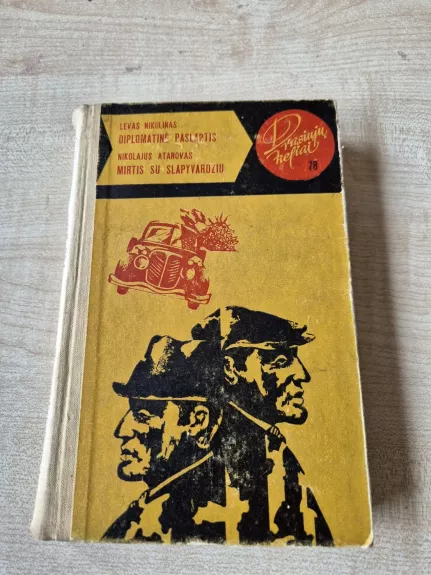 LEVAS NIKULINAS
DIPLOMATINĖ PASLAPTIS
NIKOLAJUS ATAROVAS
MIRTIS SU SLAPYVARDŽIU
Drąsiųjų
keliai
78